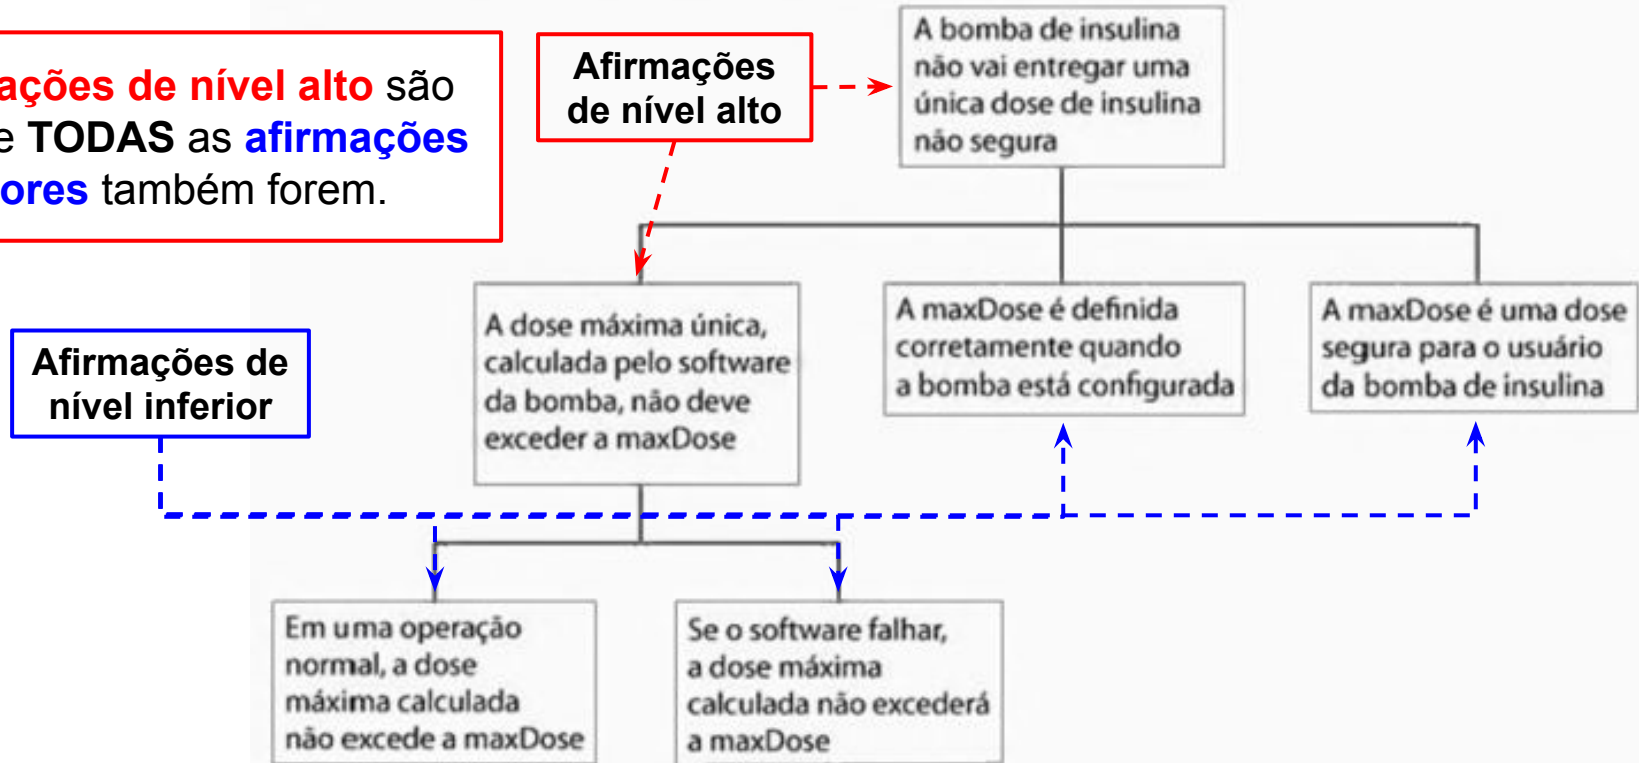 ações de nível alto são
e TODAS as afirmações
ores também forem.
Afirmações
de nível alto
A bomba de insulina
não vai entregar uma
única dose de insulina
não segura
Afirmações de
nível inferior
A dose máxima única,
calculada pelo software
da bomba, não deve
exceder a maxDose
A maxDose é definida
corretamente quando
a bomba está configurada
A maxDose é uma dose
segura para o usuário
da bomba de insulina
Em uma operação
normal, a dose
máxima calculada
não excede a maxDose
Se o software falhar,
a dose máxima
calculada não excederá
a maxDose